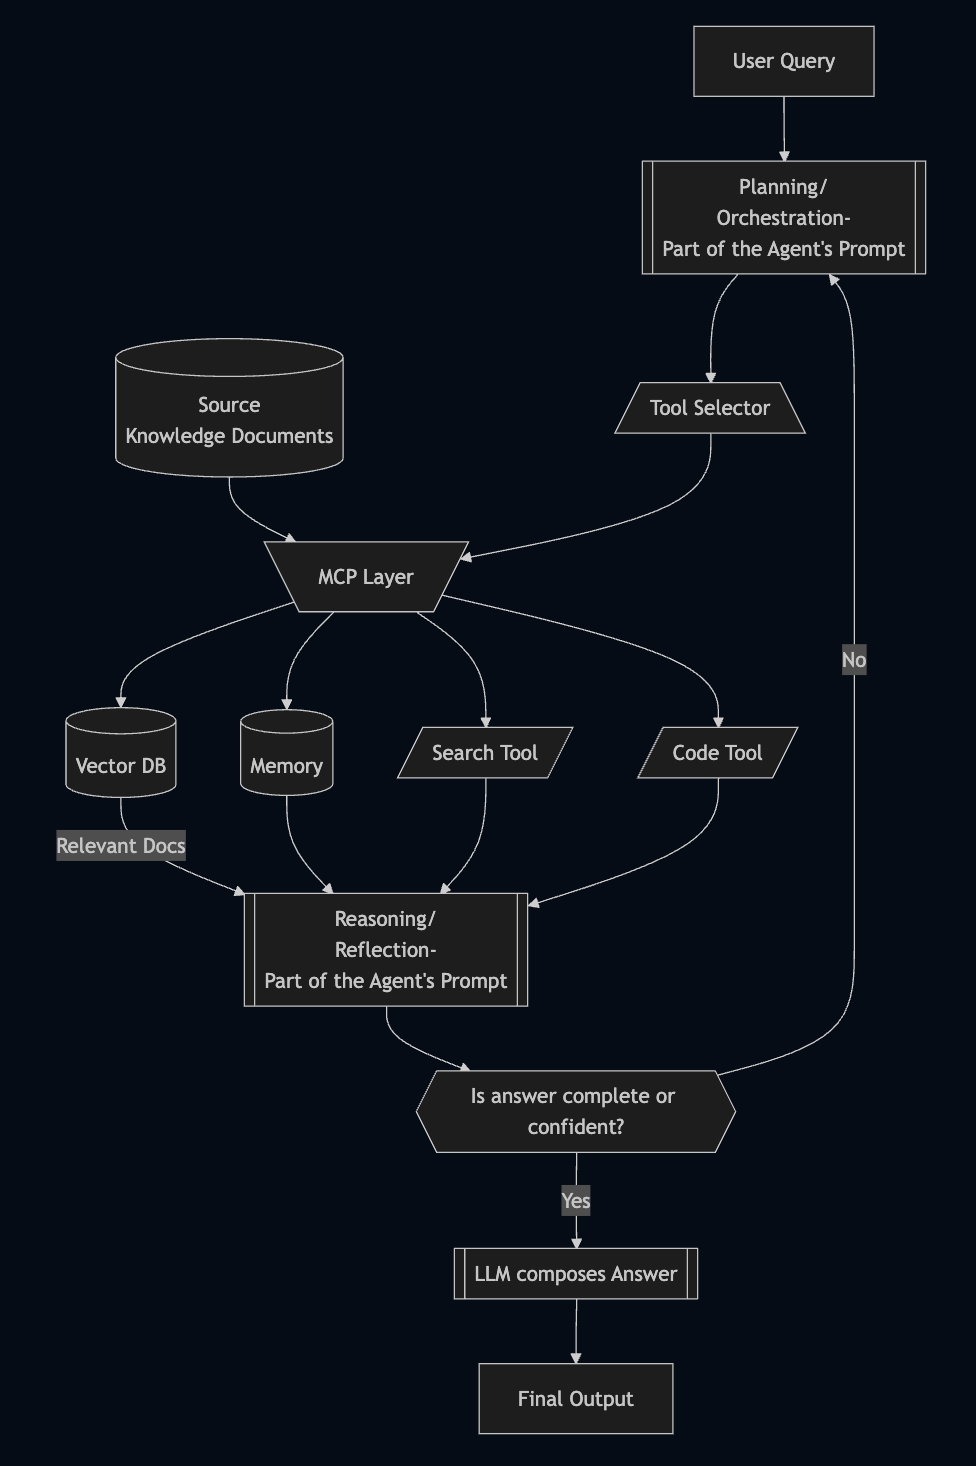 User Query
Planning/
Orchestration-
Part of the Agent's Prompt
Source
Knowledge Documents
Tool Selector
MCP Layer
No
Vector DB
Memory
Search Tool
Code Tool
Relevant Docs
Reasoning/
Reflection-
Part of the Agent's Prompt
Is answer complete or
confident?
Yes
LLM composes Answer
Final Output